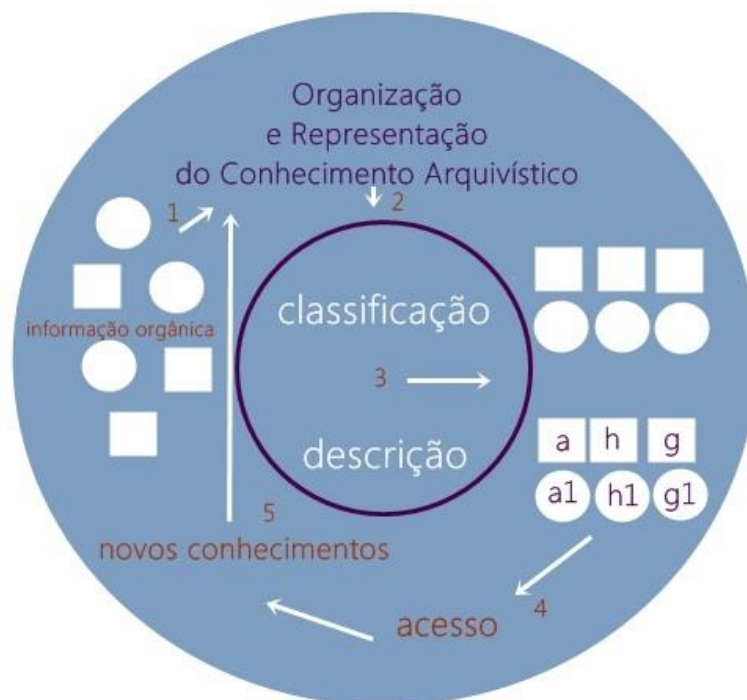 Organização
e Representação
do Conhecimento Arquivístico
1
2
classificação
informação orgânica
3
a h g
descrição
a1 h1 g1
5
novos conhecimentos
4
acesso